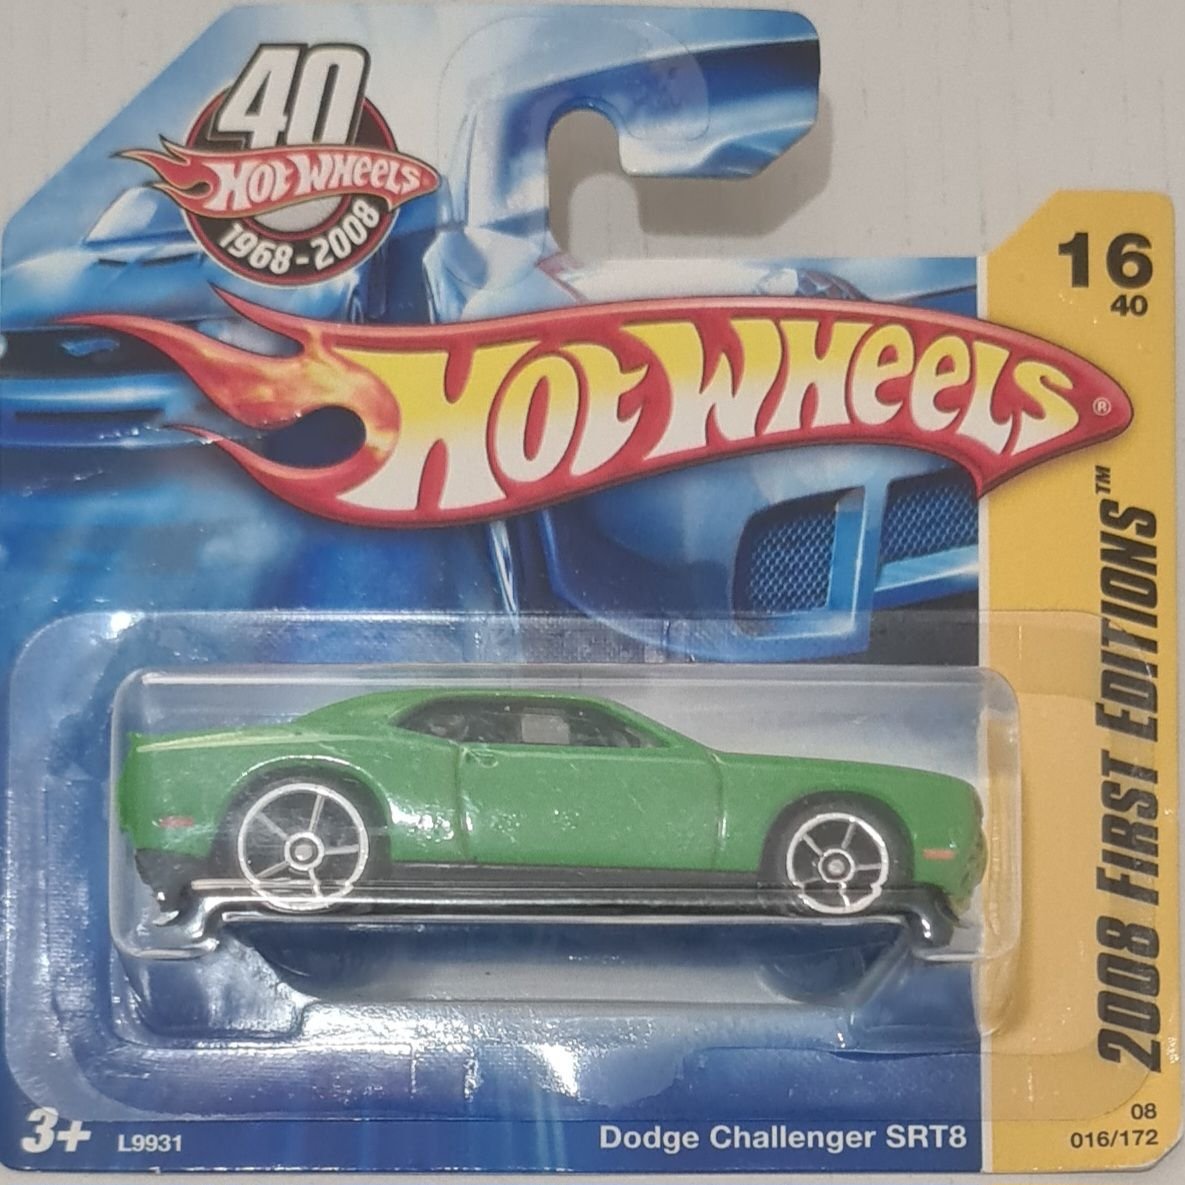 40
HOT WHEELS
1968-2008
16
40
HOT WHEELS®
2008 FIRST EDITIONS™
3+
L9931
Dodge Challenger SRT8
08
016/172